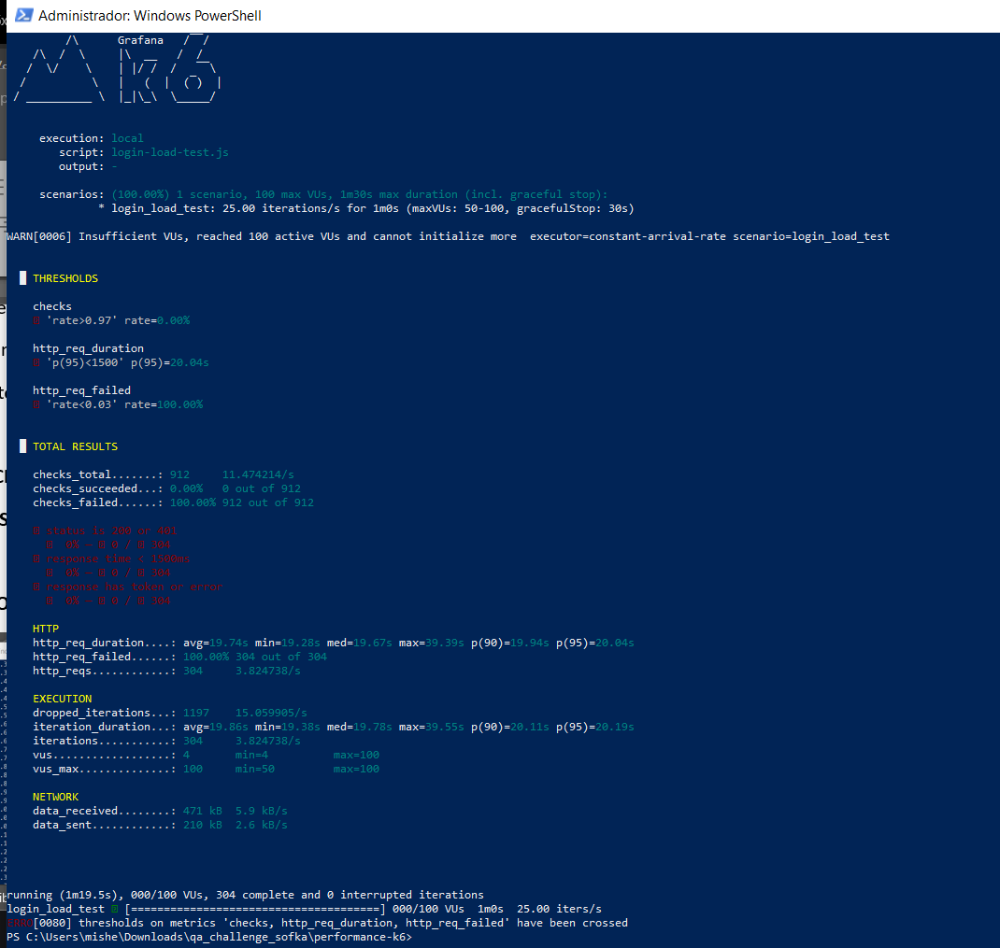 Administrador: Windows PowerShell
Grafana
execution: local
script: login-load-test.js
output: -
scenarios: (100.00%) 1 scenario, 100 max VUs, 1m30s max duration (incl. graceful stop):
* login_load_test: 25.00 iterations/s for 1m0s (maxVUs: 50-100, gracefulStop: 30s)
WARN[0006] Insufficient VUs, reached 100 active VUs and cannot initialize more  executor=constant-arrival-rate scenario=login_load_test
THRESHOLDS
checks
'rate>0.97' rate=0.00%
http_req_duration
'p(95)<1500' p(95)=20.04s
http_req_failed
'rate<0.03' rate=100.00%
TOTAL RESULTS
checks_total.......: 912     11.474214/s
checks_succeeded...: 0.00%   0 out of 912
checks_failed......: 100.00% 912 out of 912
status is 200 or 401
0% — 0 / 304
response time < 1500ms
0% — 0 / 304
response has token or error
0% — 0 / 304
HTTP
http_req_duration....: avg=19.74s min=19.28s med=19.67s max=39.39s p(90)=19.94s p(95)=20.04s
http_req_failed......: 100.00% 304 out of 304
http_reqs............: 304     3.824738/s
EXECUTION
dropped_iterations...: 1197    15.059905/s
iteration_duration...: avg=19.86s min=19.38s med=19.78s max=39.55s p(90)=20.11s p(95)=20.19s
iterations...........: 304     3.824738/s
vus..................: 4       min=4          max=100
vus_max..............: 100     min=50         max=100
NETWORK
data_received........: 471 kB  5.9 kB/s
data_sent............: 210 kB  2.6 kB/s
running (1m19.5s), 000/100 VUs, 304 complete and 0 interrupted iterations
login_load_test [======================================] 000/100 VUs  1m0s  25.00 iters/s
ERRO[0080] thresholds on metrics 'checks, http_req_duration, http_req_failed' have been crossed
PS C:\Users\mishe\Downloads\qa_challenge_sofka\performance-k6>